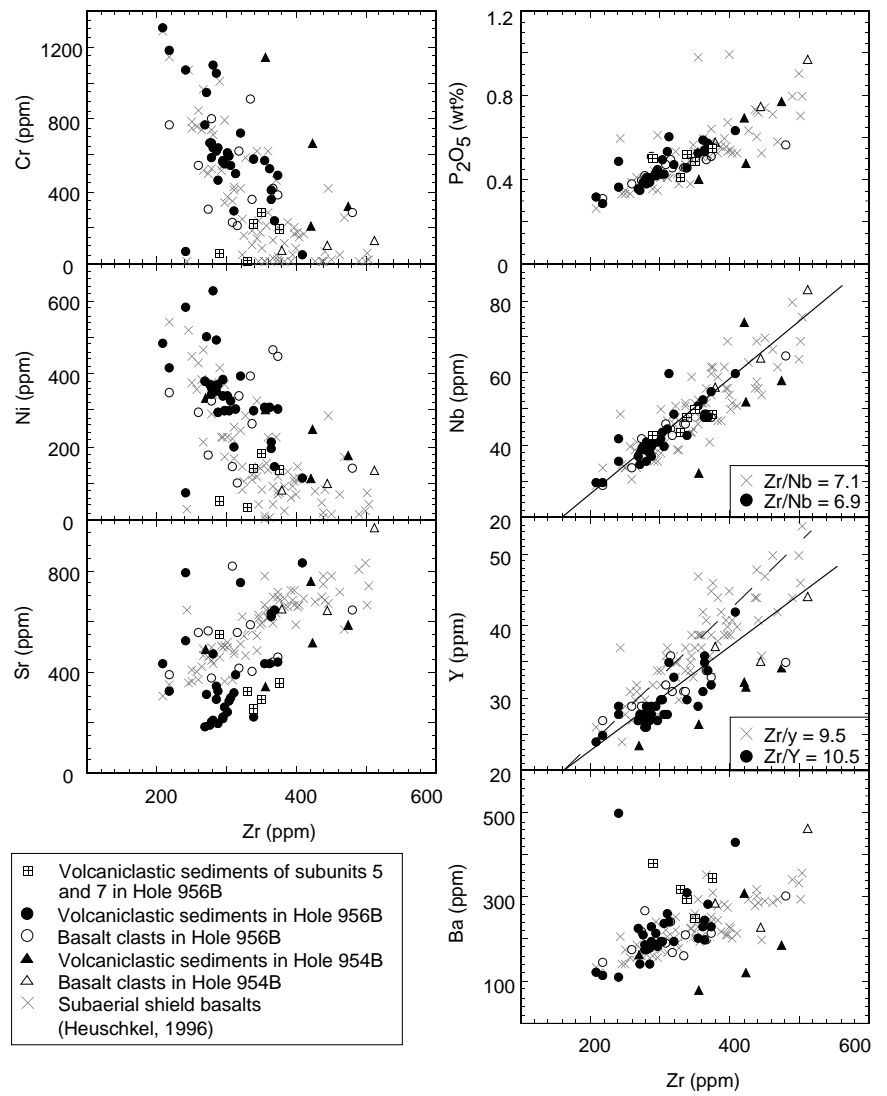 1200
800
400
0
Cr (ppm)
600
400
200
0
Ni (ppm)
800
400
0
Sr (ppm)
200
400
600
Zr (ppm)
1.2
0.8
0.4
0
P2O5 (wt%)
80
60
40
20
Nb (ppm)
Zr/Nb = 7.1
Zr/Nb = 6.9
50
40
30
20
Y (ppm)
Zr/y = 9.5
Zr/Y = 10.5
500
300
100
Ba (ppm)
200
400
600
Zr (ppm)
Volcaniclastic sediments of subunits 5
and 7 in Hole 956B
Volcaniclastic sediments in Hole 956B
Basalt clasts in Hole 956B
Volcaniclastic sediments in Hole 954B
Basalt clasts in Hole 954B
Subaerial shield basalts
(Heuschkel, 1996)